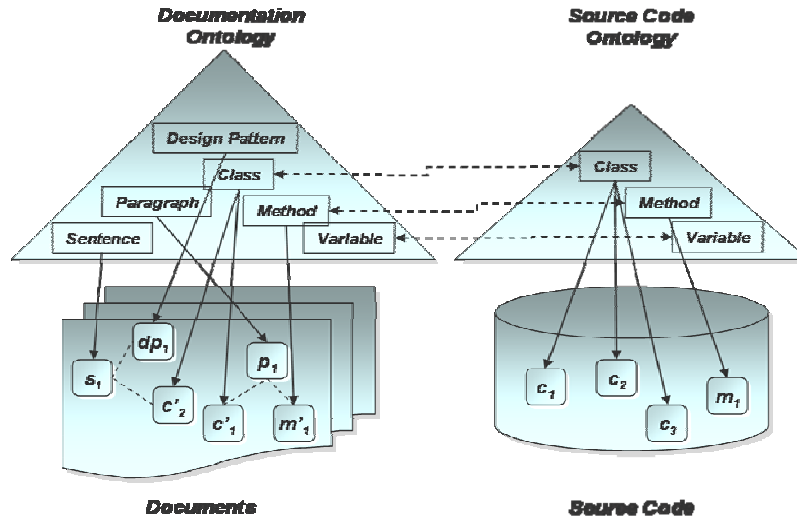 Documentation
Ontology
Source Code
Ontology
Design Pattern
Class
Paragraph
Method
Sentence
Variable
Class
Method
Variable
dp1
s1
p1
c'2
c'1
m'1
c1
c2
c3
m1
Documents
Source Code